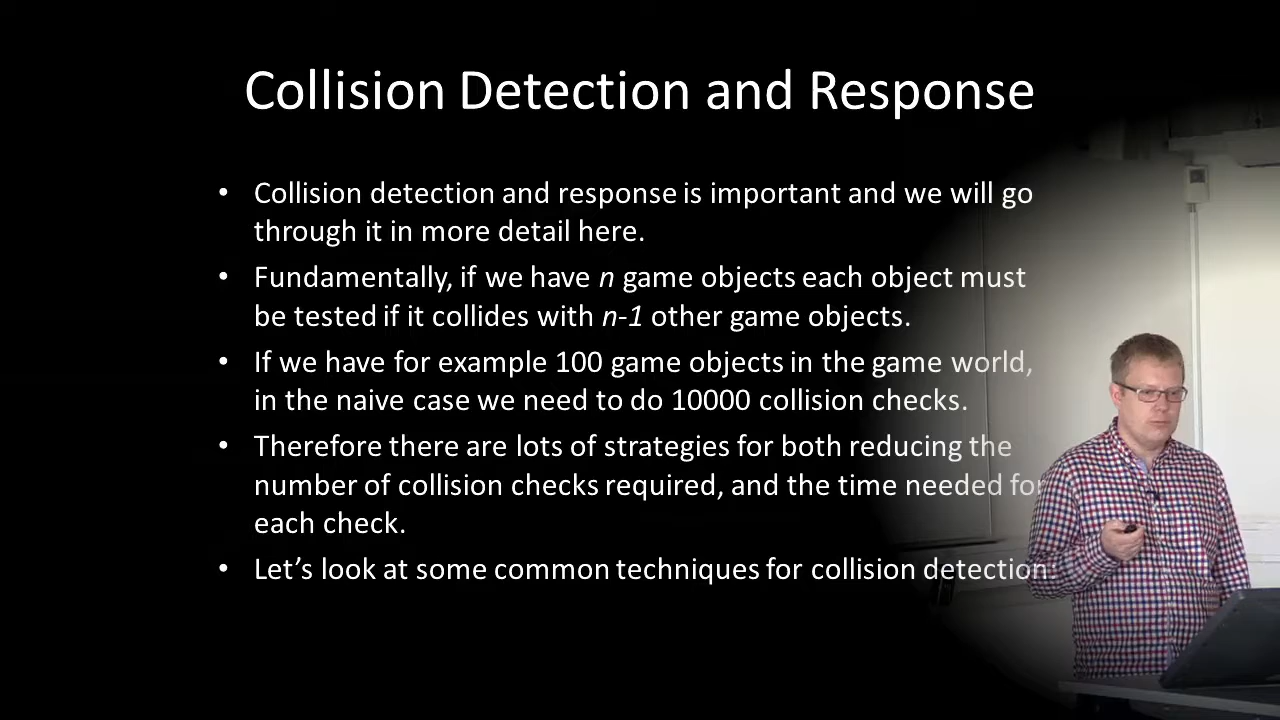 Collision Detection and Response
• Collision detection and response is important and we will go
through it in more detail here.
• Fundamentally, if we have n game objects each object must
be tested if it collides with n-1 other game objects.
• If we have for example 100 game objects in the game world,
in the naive case we need to do 10000 collision checks.
• Therefore there are lots of strategies for both reducing the
number of collision checks required, and the time needed for
each check.
• Let’s look at some common techniques for collision detection: